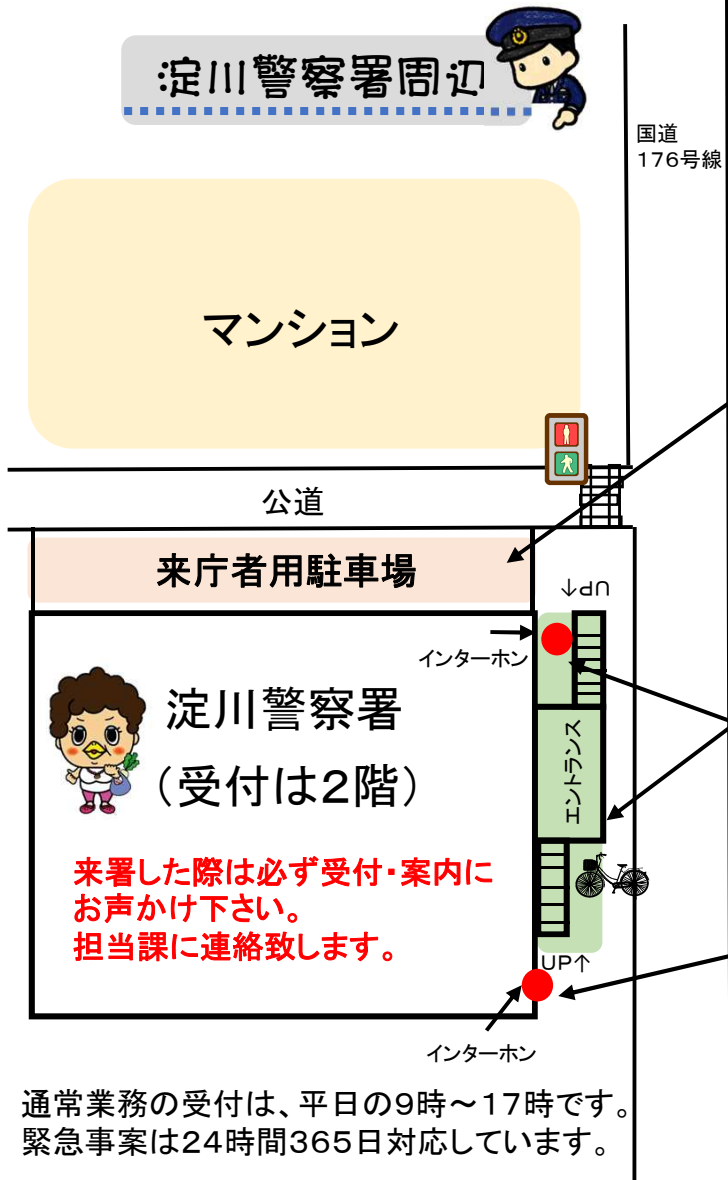 淀川警察署周辺
国道
176号線
マンション
公道
来庁者用駐車場
UP↑
インターホン
淀川警察署
（受付は2階）
エントランス
来署した際は必ず受付・案内に
お声かけ下さい。
担当課に連絡致します。
UP↑
インターホン
通常業務の受付は、平日の9時～17時です。
緊急事案は24時間365日対応しています。